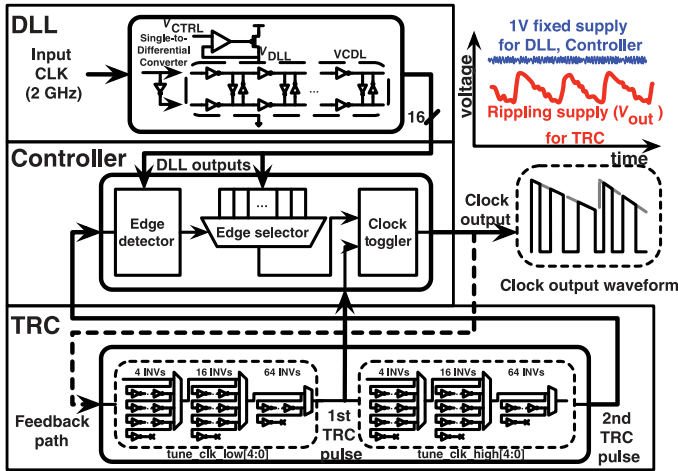 DLL
Input
CLK
(2 GHz)
VCTRL
Single-to-
Differential
Converter
VDLL
VCDL
...
...
16
1V fixed supply
for DLL, Controller
voltage
Rippling supply (Vout)
for TRC
time
Controller
DLL outputs
Edge
detector
...
Edge selector
Clock
toggler
Clock
output
Clock output waveform
TRC
4 INVs
16 INVs
64 INVs
4 INVs
16 INVs
64 INVs
Feedback
path
1st
TRC
pulse
2nd
TRC
pulse
tune_clk_low[4:0]
tune_clk_high[4:0]